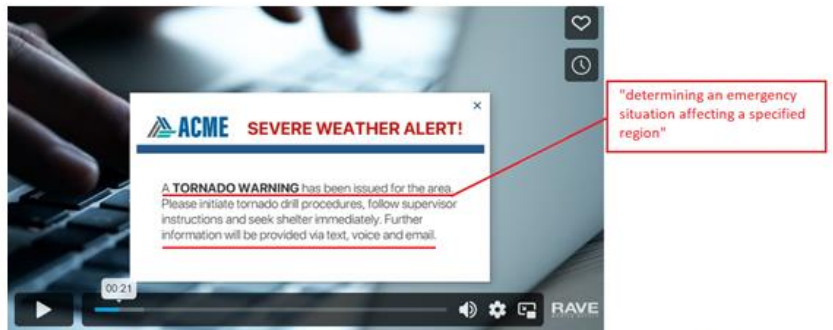 ACME SEVERE WEATHER ALERT!
×
A TORNADO WARNING has been issued for the area.
Please initiate tornado drill procedures, follow supervisor
instructions and seek shelter immediately. Further
information will be provided via text, voice and email.
"determining an emergency
situation affecting a specified
region"
00:21
RAVE